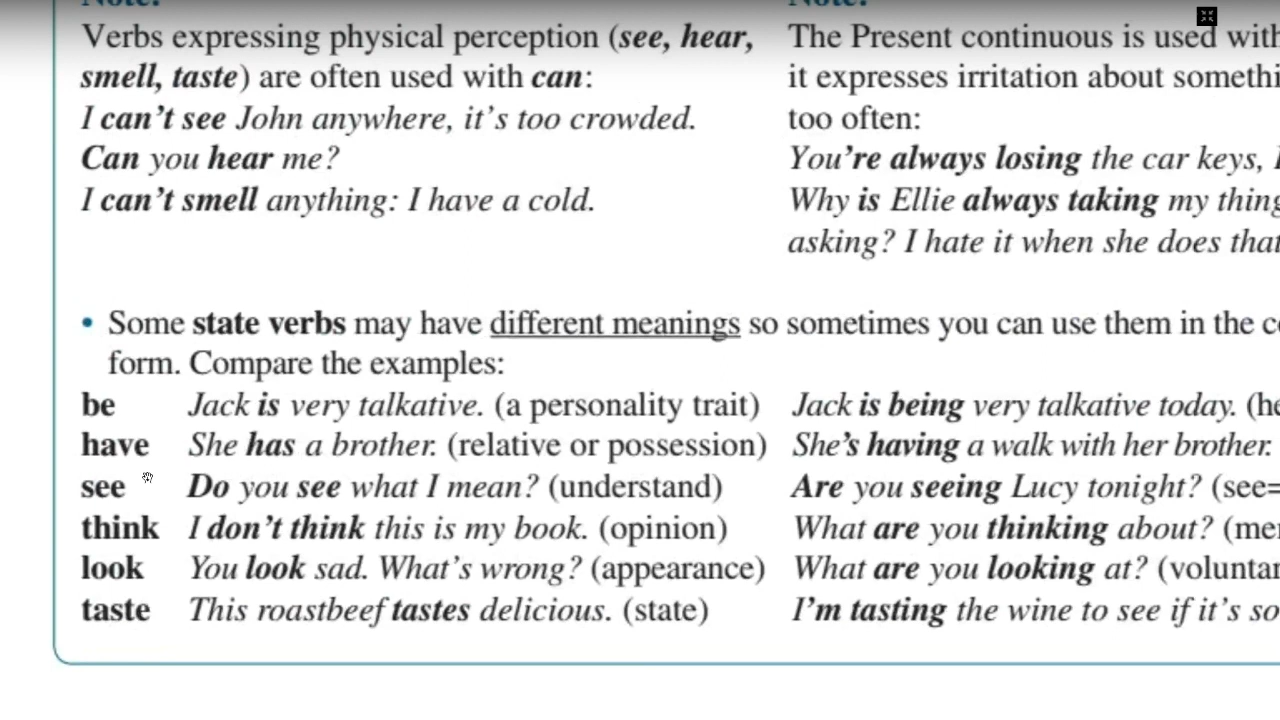 Note:
Verbs expressing physical perception (see, hear,
smell, taste) are often used with can:
I can't see John anywhere, it's too crowded.
Can you hear me?
I can't smell anything: I have a cold.
Note:
The Present continuous is used with
it expresses irritation about somethi
too often:
You're always losing the car keys,
Why is Ellie always taking my thing
asking? I hate it when she does that
• Some state verbs may have different meanings so sometimes you can use them in the c
form. Compare the examples:
be Jack is very talkative. (a personality trait) Jack is being very talkative today. (he
have She has a brother. (relative or possession) She's having a walk with her brother.
see Do you see what I mean? (understand) Are you seeing Lucy tonight? (see=
think I don't think this is my book. (opinion) What are you thinking about? (me
look You look sad. What's wrong? (appearance) What are you looking at? (voluntar
taste This roastbeef tastes delicious. (state) I'm tasting the wine to see if it's so